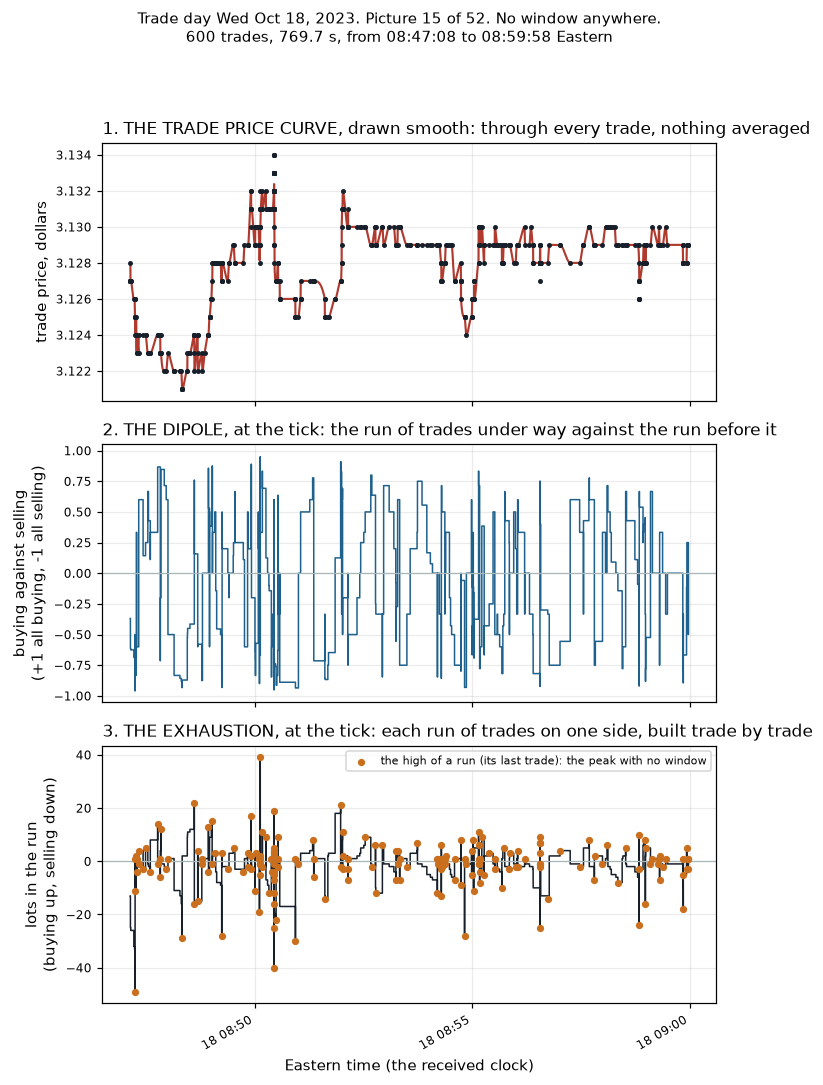 Trade day Wed Oct 18, 2023. Picture 15 of 52. No window anywhere.
600 trades, 769.7 s, from 08:47:08 to 08:59:58 Eastern
1. THE TRADE PRICE CURVE, drawn smooth: through every trade, nothing averaged
trade price, dollars
3.134
3.132
3.130
3.128
3.126
3.124
3.122
2. THE DIPOLE, at the tick: the run of trades under way against the run before it
buying against selling
(+1 all buying, -1 all selling)
1.00
0.75
0.50
0.25
0.00
−0.25
−0.50
−0.75
−1.00
3. THE EXHAUSTION, at the tick: each run of trades on one side, built trade by trade
the high of a run (its last trade): the peak with no window
lots in the run
(buying up, selling down)
40
20
0
−20
−40
18 08:50
18 08:55
18 09:00
Eastern time (the received clock)